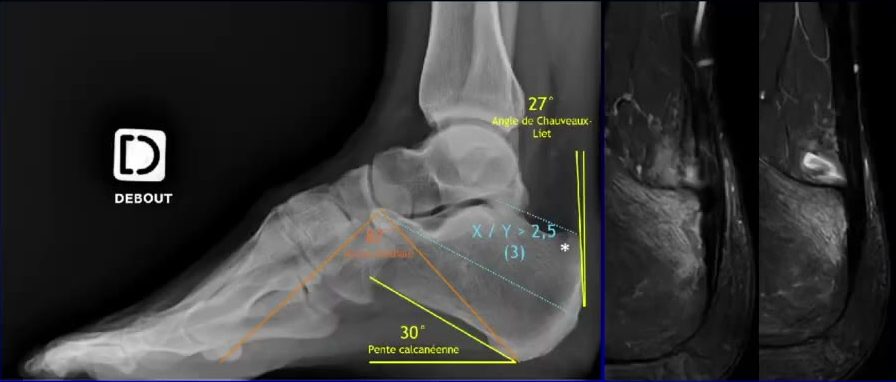 27°
Angle de Chauveaux-
Liet
X / Y > 2,5
(3)
*
30°
Pente calcanéenne
D
DEBOUT